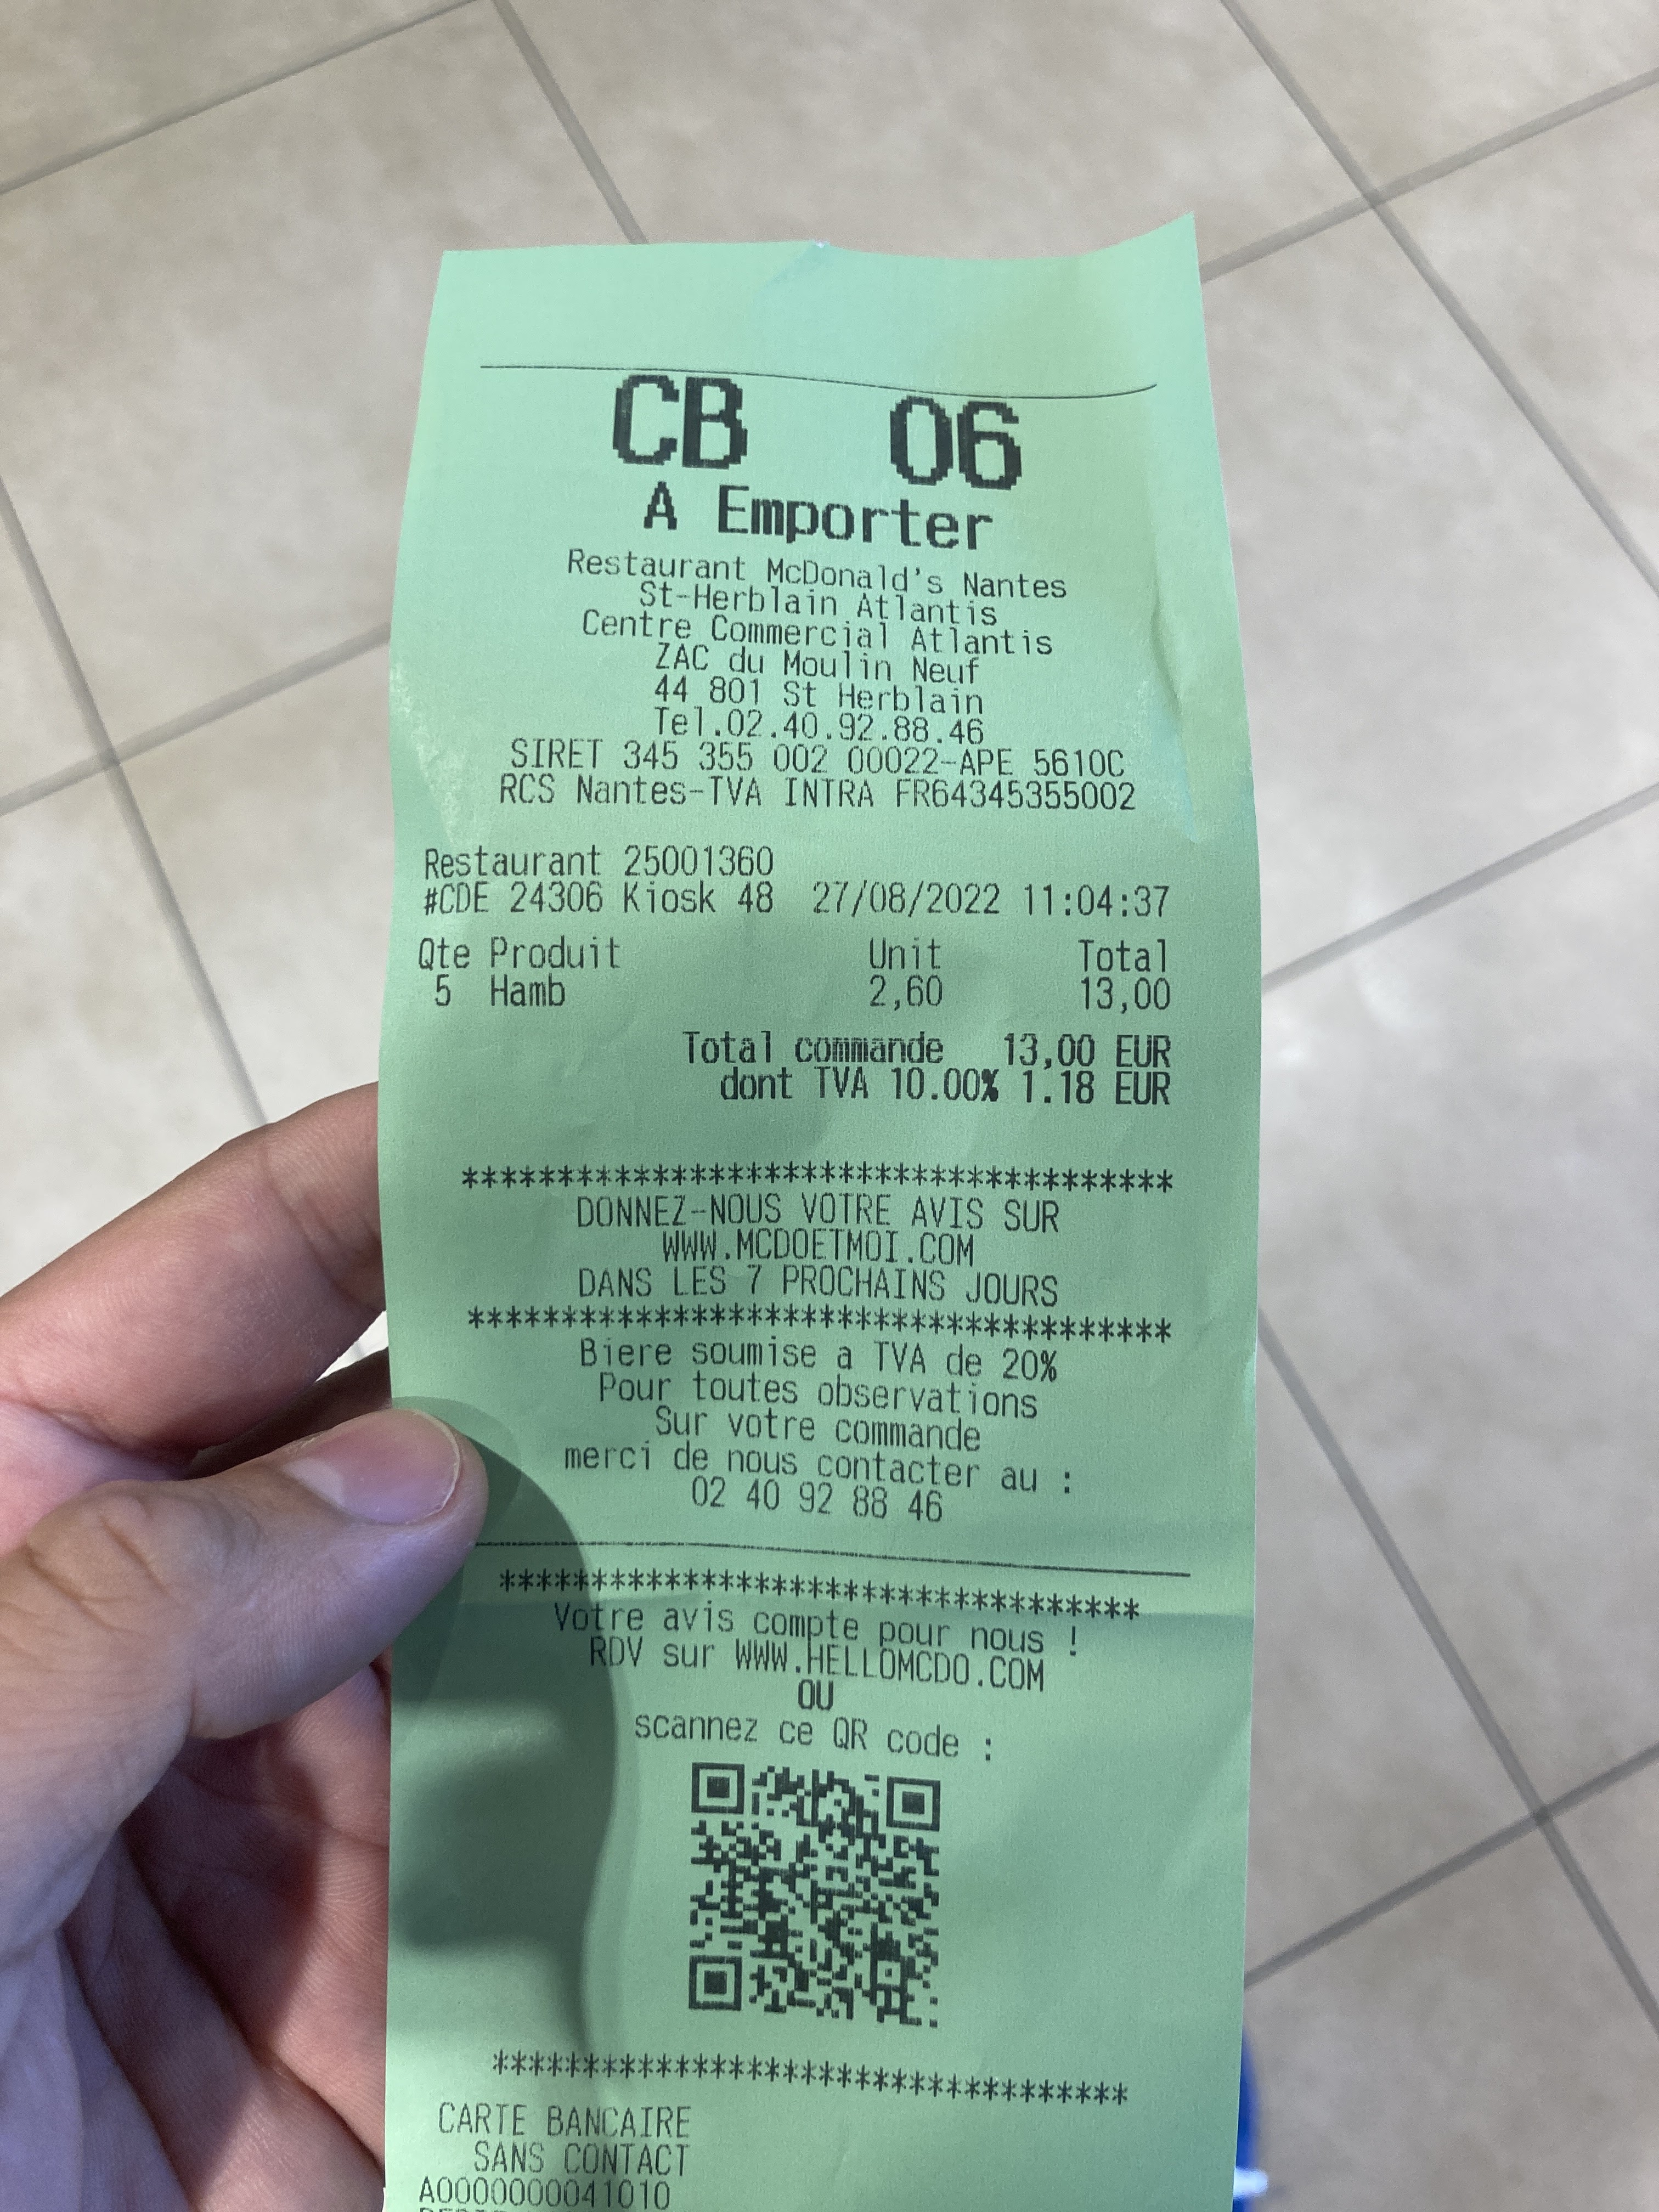 CB 06
A Emporter
Restaurant McDonald's Nantes
St-Herblain Atlantis
Centre Commercial Atlantis
ZAC du Moulin Neuf
44 801 St Herblain
Tel.02.40.92.88.46
SIRET 345 355 002 00022-APE 5610C
RCS Nantes-TVA INTRA FR64345355002
Restaurant 25001360
#CDE 24306 Kiosk 48 27/08/2022 11:04:37
Qte Produit Unit Total
5 Hamb 2,60 13,00
Total commande 13,00 EUR
dont TVA 10.00% 1.18 EUR
***************************************
DONNEZ-NOUS VOTRE AVIS SUR
WWW.MCDOETMOI.COM
DANS LES 7 PROCHAINS JOURS
***************************************
Biere soumise a TVA de 20%
Pour toutes observations
Sur votre commande
merci de nous contacter au :
02 40 92 88 46
***********************************
Votre avis compte pour nous !
RDV sur WWW.HELLOMCDO.COM
OU
scannez ce QR code :
***********************************
CARTE BANCAIRE
SANS CONTACT
A0000000041010